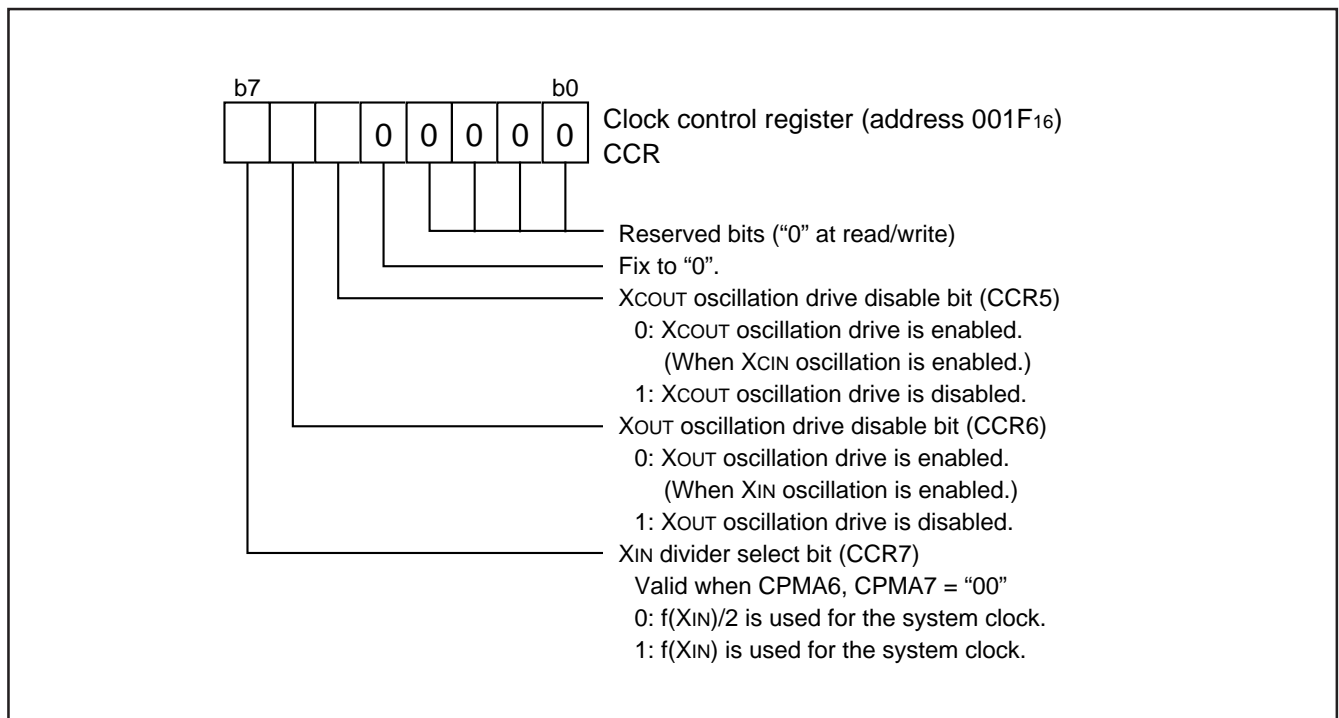 b7 b0
0 0 0 0 0
Clock control register (address 001F16)
CCR
Reserved bits (“0” at read/write)
Fix to “0”.
XCOUT oscillation drive disable bit (CCR5)
0: XCOUT oscillation drive is enabled.
(When XCIN oscillation is enabled.)
1: XCOUT oscillation drive is disabled.
XOUT oscillation drive disable bit (CCR6)
0: XOUT oscillation drive is enabled.
(When XIN oscillation is enabled.)
1: XOUT oscillation drive is disabled.
XIN divider select bit (CCR7)
Valid when CPMA6, CPMA7 = “00”
0: f(XIN)/2 is used for the system clock.
1: f(XIN) is used for the system clock.